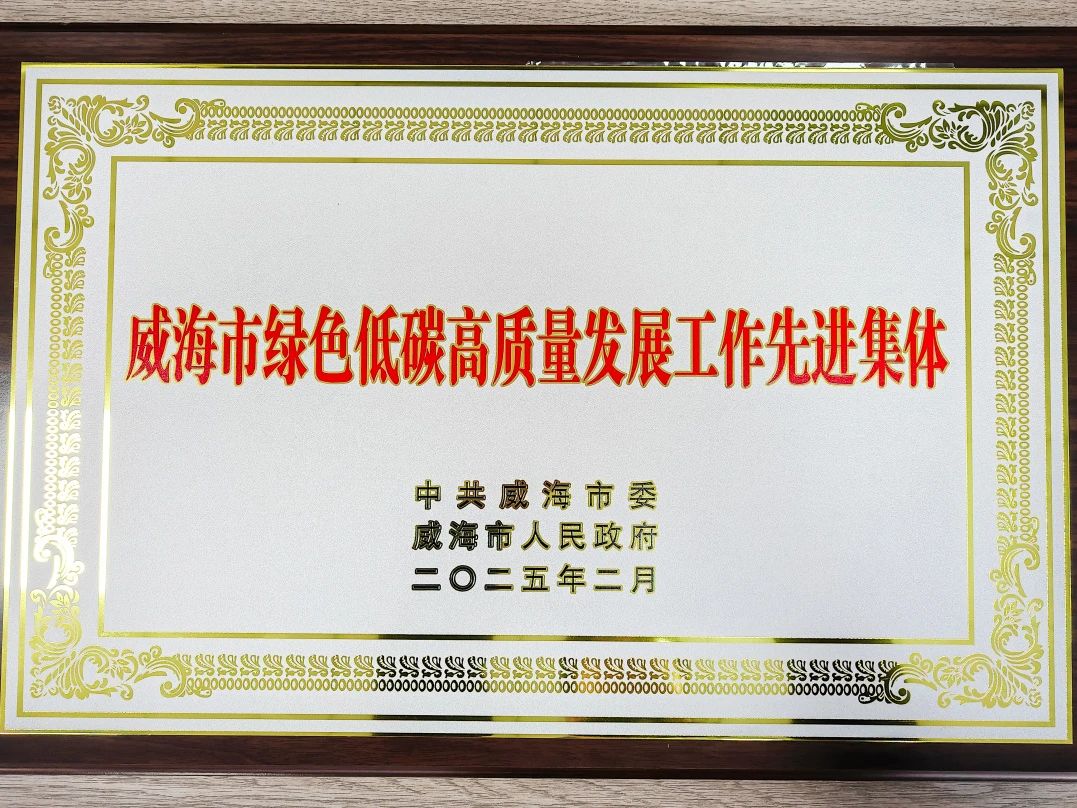 威海市绿色低碳高质量发展工作先进集体
中共威海市委
威海市人民政府
二〇二五年二月